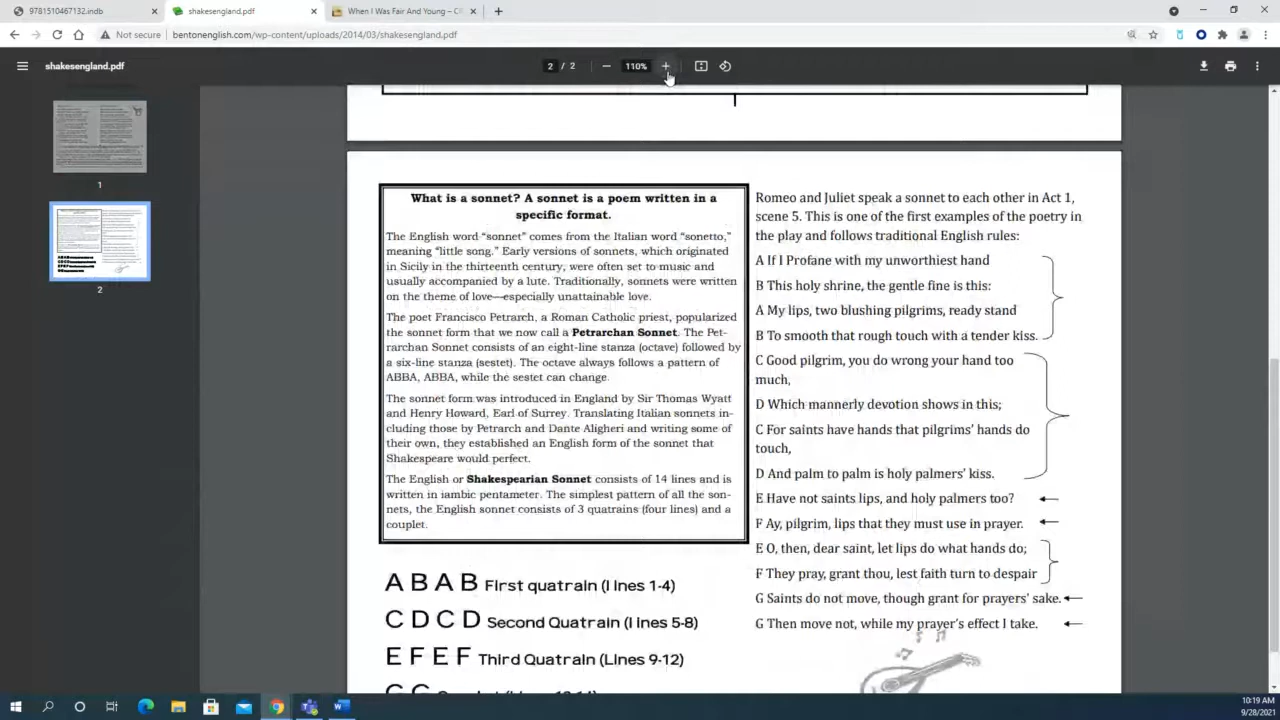 9781510467132.indb
shakesengland.pdf
When I Was Fair And Young – C
Not secure
bentonenglish.com/wp-content/uploads/2014/03/shakesengland.pdf
shakesengland.pdf
2 / 2
110%
1
2
What is a sonnet? A sonnet is a poem written in a
specific format.
The English word “sonnet” comes from the Italian word “sonetto,”
meaning “little song.” Early versions of sonnets, which originated
in Sicily in the thirteenth century, were often set to music and
usually accompanied by a lute. Traditionally, sonnets were written
on the theme of love—especially unattainable love.
The poet Francisco Petrarch, a Roman Catholic priest, popularized
the sonnet form that we now call a Petrarchan Sonnet. The Pet-
rarchan Sonnet consists of an eight-line stanza (octave) followed by
a six-line stanza (sestet). The octave always follows a pattern of
ABBA, ABBA, while the sestet can change.
The sonnet form was introduced in England by Sir Thomas Wyatt
and Henry Howard, Earl of Surrey. Translating Italian sonnets in-
cluding those by Petrarch and Dante Aligheri and writing some of
their own, they established an English form of the sonnet that
Shakespeare would perfect.
The English or Shakespearian Sonnet consists of 14 lines and is
written in iambic pentameter. The simplest pattern of all the son-
nets, the English sonnet consists of 3 quatrains (four lines) and a
couplet.
A B A B First quatrain (l lines 1-4)
C D C D Second Quatrain (l lines 5-8)
E F E F Third Quatrain (Lines 9-12)
Romeo and Juliet speak a sonnet to each other in Act 1,
scene 5. This is one of the first examples of the poetry in
the play and follows traditional English rules:
A If I Profane with my unworthiest hand
B This holy shrine, the gentle fine is this:
A My lips, two blushing pilgrims, ready stand
B To smooth that rough touch with a tender kiss.
C Good pilgrim, you do wrong your hand too
much,
D Which mannerly devotion shows in this;
C For saints have hands that pilgrims’ hands do
touch,
D And palm to palm is holy palmers’ kiss.
E Have not saints lips, and holy palmers too?
F Ay, pilgrim, lips that they must use in prayer.
E O, then, dear saint, let lips do what hands do;
F They pray, grant thou, lest faith turn to despair
G Saints do not move, though grant for prayers’ sake.
G Then move not, while my prayer’s effect I take.
10:19 AM
9/28/2021